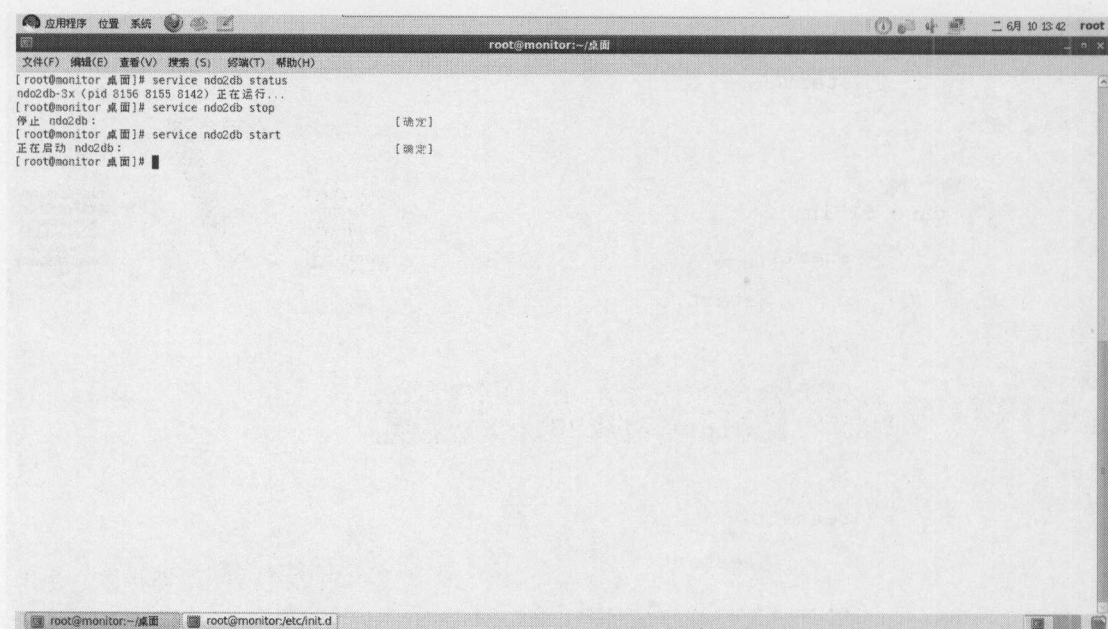 应用程序 位置 系统
二 6月 10 13:42 root
root@monitor:~/桌面
文件(F) 编辑(E) 查看(V) 搜索 (S) 终端(T) 帮助(H)
[root@monitor 桌面]# service ndo2db status
ndo2db-3x (pid 8156 8155 8142) 正在运行...
[root@monitor 桌面]# service ndo2db stop
停止 ndo2db： [确定]
[root@monitor 桌面]# service ndo2db start
正在启动 ndo2db： [确定]
[root@monitor 桌面]#
root@monitor:~/桌面 root@monitor:/etc/init.d